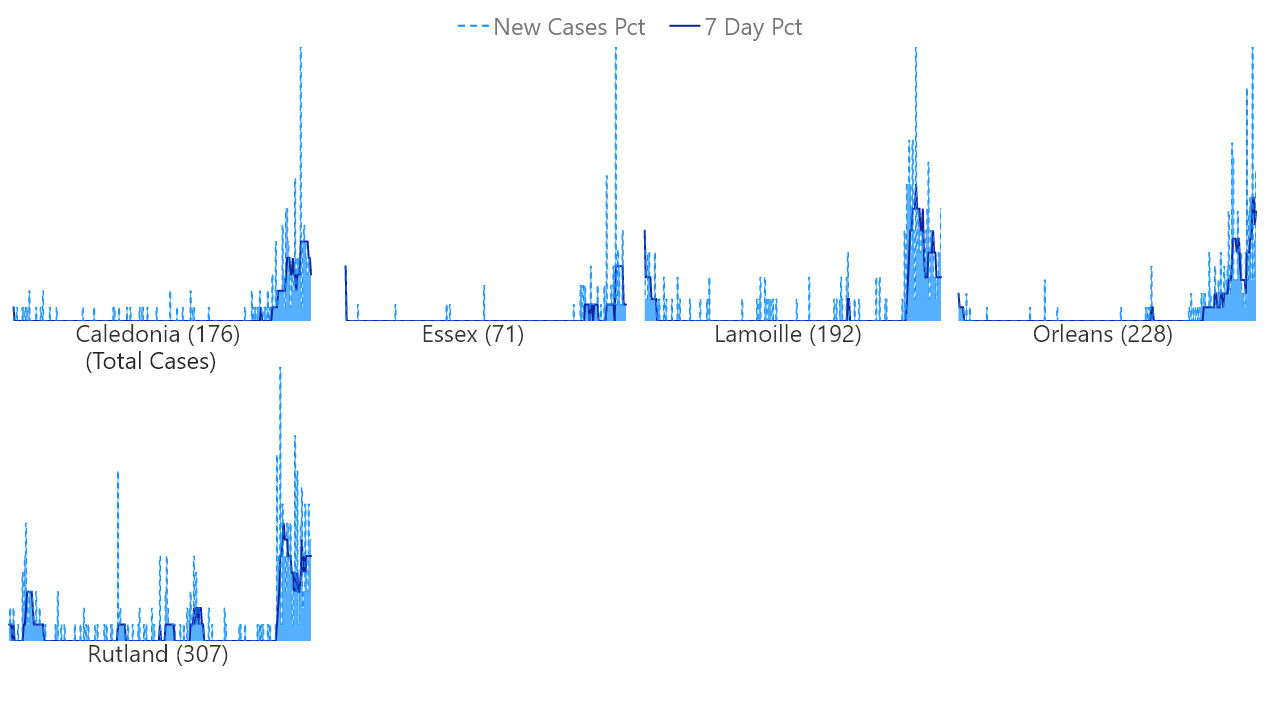 New Cases Pct 7 Day Pct
Caledonia (176)
(Total Cases)
Essex (71)
Lamoille (192)
Orleans (228)
Rutland (307)